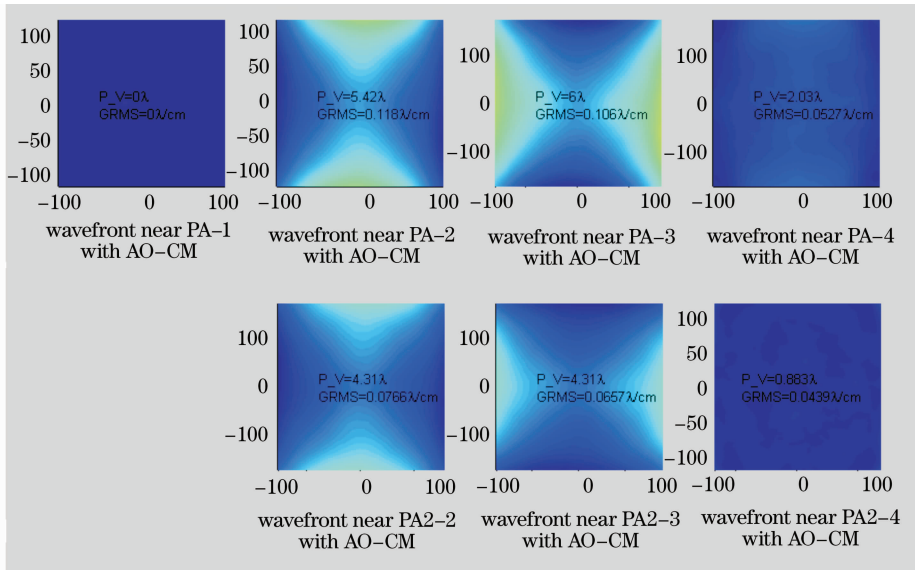 100
50
0
−50
−100
P_V=0λ
GRMS=0λ/cm
−100 0 100
wavefront near PA−1
with AO−CM
100
50
0
−50
−100
P_V=5.42λ
GRMS=0.118λ/cm
−100 0 100
wavefront near PA−2
with AO−CM
100
0
−100
P_V=6λ
GRMS=0.106λ/cm
−100 0 100
wavefront near PA−3
with AO−CM
100
0
−100
P_V=2.03λ
GRMS=0.0527λ/cm
−100 0 100
wavefront near PA−4
with AO−CM
100
0
−100
P_V=4.31λ
GRMS=0.0766λ/cm
−100 0 100
wavefront near PA2−2
with AO−CM
100
0
−100
P_V=4.31λ
GRMS=0.0657λ/cm
−100 0 100
wavefront near PA2−3
with AO−CM
100
50
0
−50
−100
P_V=0.883λ
GRMS=0.0439λ/cm
−100 0 100
wavefront near PA2−4
with AO−CM